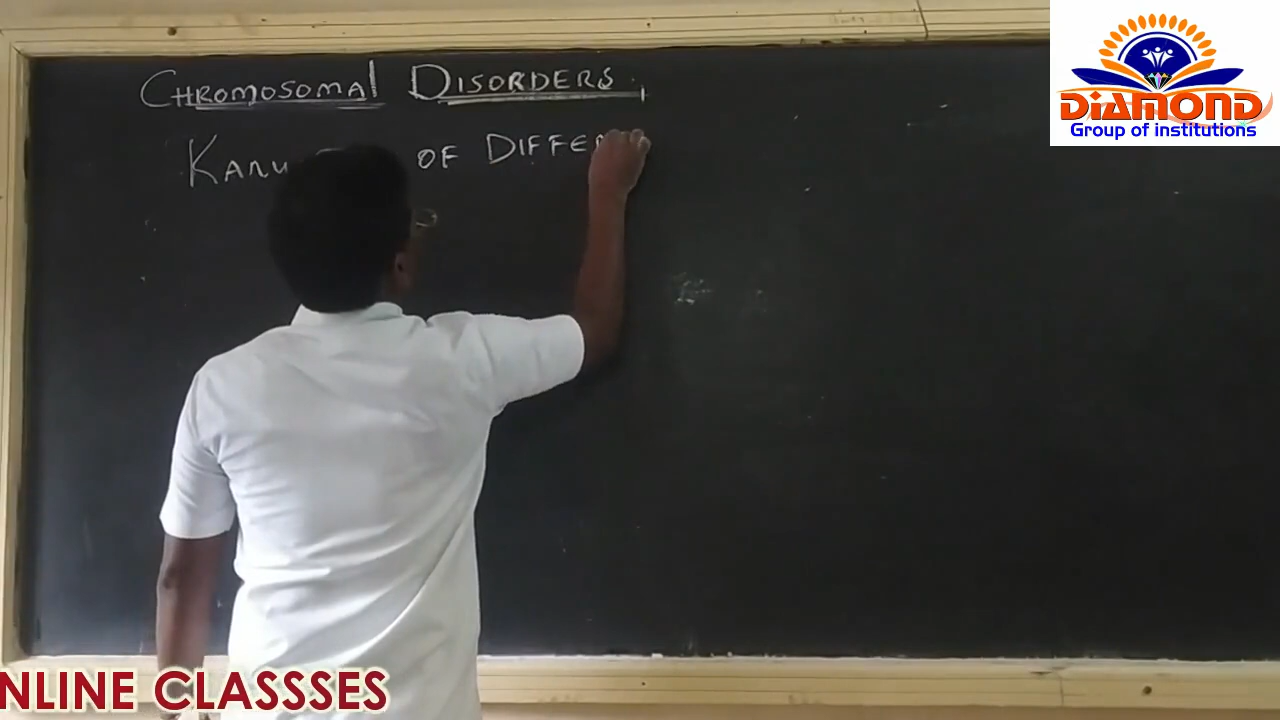 CHROMOSOMAL DISORDERS
OF DIFFE
DIAMOND
Group of institutions
NLINE CLASSSES